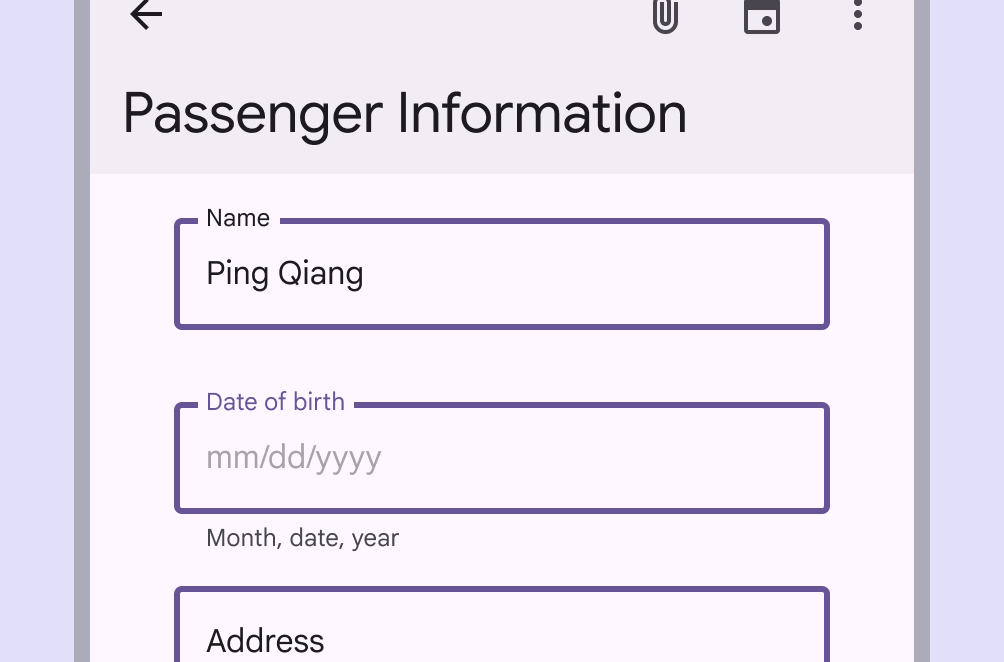 Passenger Information
Name
Ping Qiang
Date of birth
mm/dd/yyyy
Month, date, year
Address